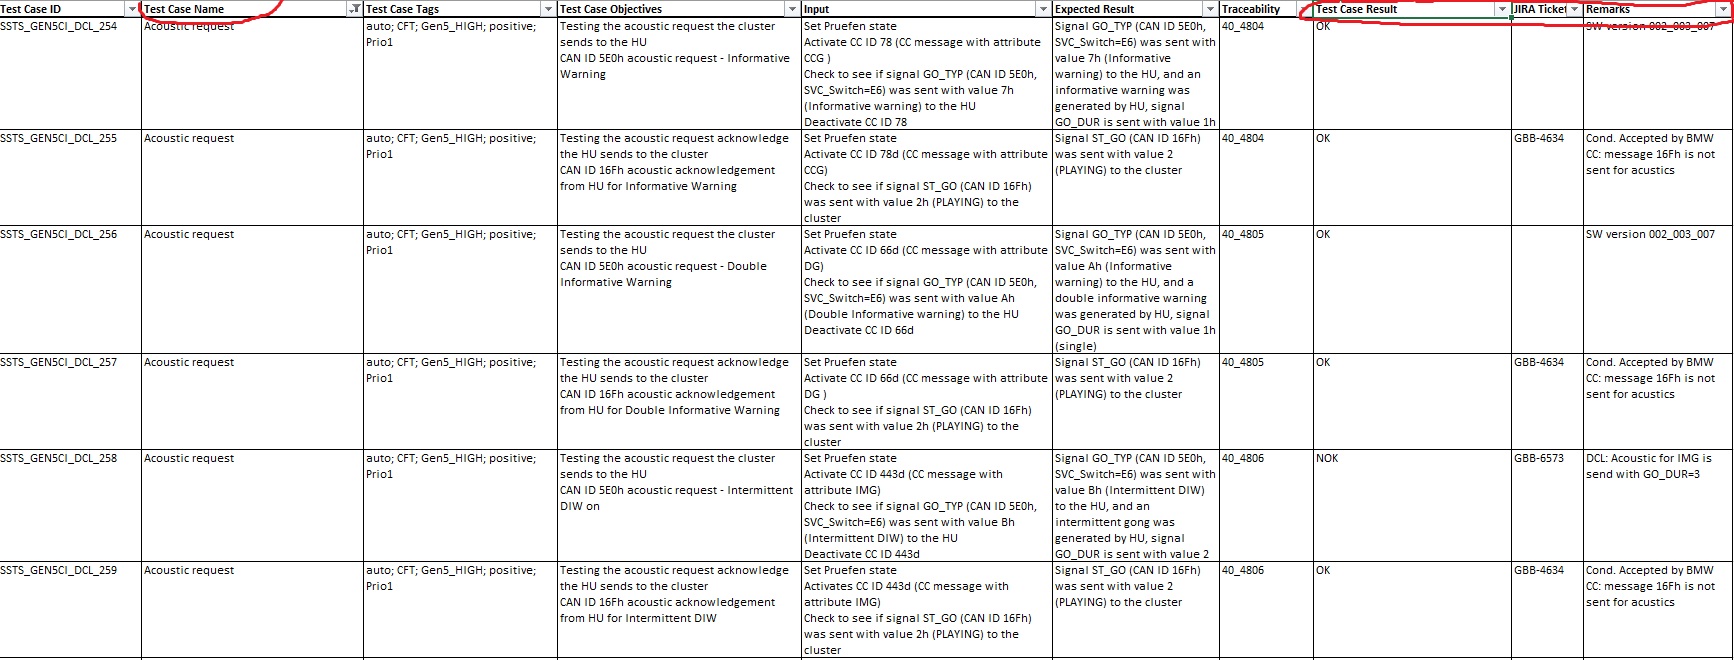 Test Case ID
Test Case Name
Test Case Tags
Test Case Objectives
Input
Expected Result
Traceability
Test Case Result
JIRA Ticket
Remarks
SSTS_GEN5CI_DCL_254
Acoustic request
auto; CFT; Gen5_HIGH; positive;
Prio1
Testing the acoustic request the cluster
sends to the HU
CAN ID 5E0h acoustic request - Informative
Warning
Set Pruefen state
Activate CC ID 78 (CC message with attribute
CCG )
Check to see if signal GO_TYP (CAN ID 5E0h,
SVC_Switch=E6) was sent with value 7h
(Informative warning) to the HU
Deactivate CC ID 78
Signal GO_TYP (CAN ID 5E0h,
SVC_Switch=E6) was sent with
value 7h (Informative
warning) to the HU, and an
informative warning was
generated by HU, signal
GO_DUR is sent with value 1h
40_4804
OK
SW version 002_003_007
SSTS_GEN5CI_DCL_255
Acoustic request
auto; CFT; Gen5_HIGH; positive;
Prio1
Testing the acoustic request acknowledge
the HU sends to the cluster
CAN ID 16Fh acoustic acknowledgement
from HU for Informative Warning
Set Pruefen state
Activate CC ID 78d (CC message with attribute
CCG)
Check to see if signal ST_GO (CAN ID 16Fh)
was sent with value 2h (PLAYING) to the
cluster
Signal ST_GO (CAN ID 16Fh)
was sent with value 2
(PLAYING) to the cluster
40_4804
OK
GBB-4634
Cond. Accepted by BMW
CC: message 16Fh is not
sent for acustics
SSTS_GEN5CI_DCL_256
Acoustic request
auto; CFT; Gen5_HIGH; positive;
Prio1
Testing the acoustic request the cluster
sends to the HU
CAN ID 5E0h acoustic request - Double
Informative Warning
Set Pruefen state
Activate CC ID 66d (CC message with attribute
DG)
Check to see if signal GO_TYP (CAN ID 5E0h,
SVC_Switch=E6) was sent with value Ah
(Double Informative warning) to the HU
Deactivate CC ID 66d
Signal GO_TYP (CAN ID 5E0h,
SVC_Switch=E6) was sent with
value Ah (Informative
warning) to the HU, and a
double informative warning
was generated by HU, signal
GO_DUR is sent with value 1h
(single)
40_4805
OK
SW version 002_003_007
SSTS_GEN5CI_DCL_257
Acoustic request
auto; CFT; Gen5_HIGH; positive;
Prio1
Testing the acoustic request acknowledge
the HU sends to the cluster
CAN ID 16Fh acoustic acknowledgement
from HU for Double Informative Warning
Set Pruefen state
Activate CC ID 66d (CC message with attribute
DG )
Check to see if signal ST_GO (CAN ID 16Fh)
was sent with value 2h (PLAYING) to the
cluster
Signal ST_GO (CAN ID 16Fh)
was sent with value 2
(PLAYING) to the cluster
40_4805
OK
GBB-4634
Cond. Accepted by BMW
CC: message 16Fh is not
sent for acustics
SSTS_GEN5CI_DCL_258
Acoustic request
auto; CFT; Gen5_HIGH; positive;
Prio1
Testing the acoustic request the cluster
sends to the HU
CAN ID 5E0h acoustic request - Intermittent
DIW on
Set Pruefen state
Activate CC ID 443d (CC message with
attribute IMG)
Check to see if signal GO_TYP (CAN ID 5E0h,
SVC_Switch=E6) was sent with value Bh
(Intermittent DIW) to the HU
Deactivate CC ID 443d
Signal GO_TYP (CAN ID 5E0h,
SVC_Switch=E6) was sent with
value Bh (Intermittent DIW)
to the HU, and an
intermittent gong was
generated by HU, signal
GO_DUR is sent with value 2
40_4806
NOK
GBB-6573
DCL: Acoustic for IMG is
send with GO_DUR=3
SSTS_GEN5CI_DCL_259
Acoustic request
auto; CFT; Gen5_HIGH; positive;
Prio1
Testing the acoustic request acknowledge
the HU sends to the cluster
CAN ID 16Fh acoustic acknowledgement
from HU for Intermittent DIW
Set Pruefen state
Activates CC ID 443d (CC message with
attribute IMG)
Check to see if signal ST_GO (CAN ID 16Fh)
was sent with value 2h (PLAYING) to the
cluster
Signal ST_GO (CAN ID 16Fh)
was sent with value 2
(PLAYING) to the cluster
40_4806
OK
GBB-4634
Cond. Accepted by BMW
CC: message 16Fh is not
sent for acustics